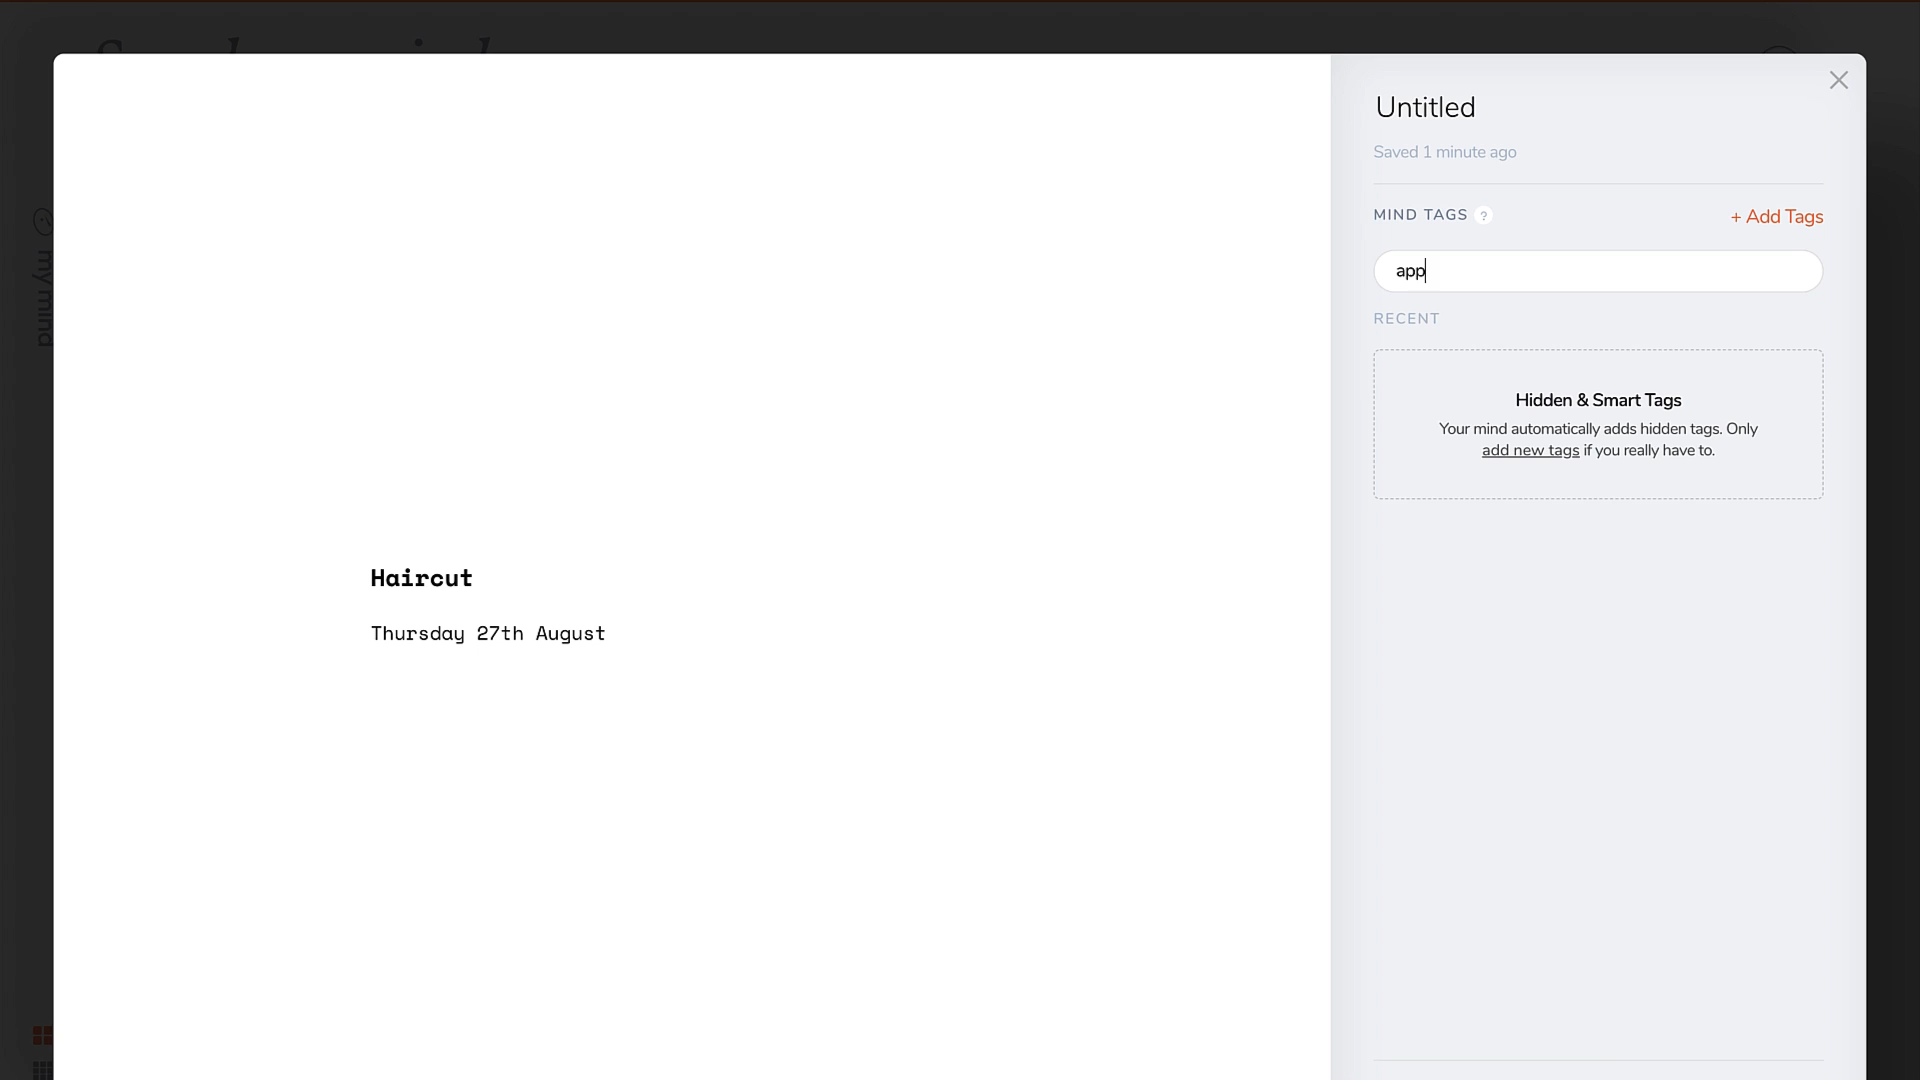 mymind
Haircut
Thursday 27th August
Untitled
Saved 1 minute ago
MIND TAGS ?
+ Add Tags
app
RECENT
Hidden & Smart Tags
Your mind automatically adds hidden tags. Only
add new tags if you really have to.